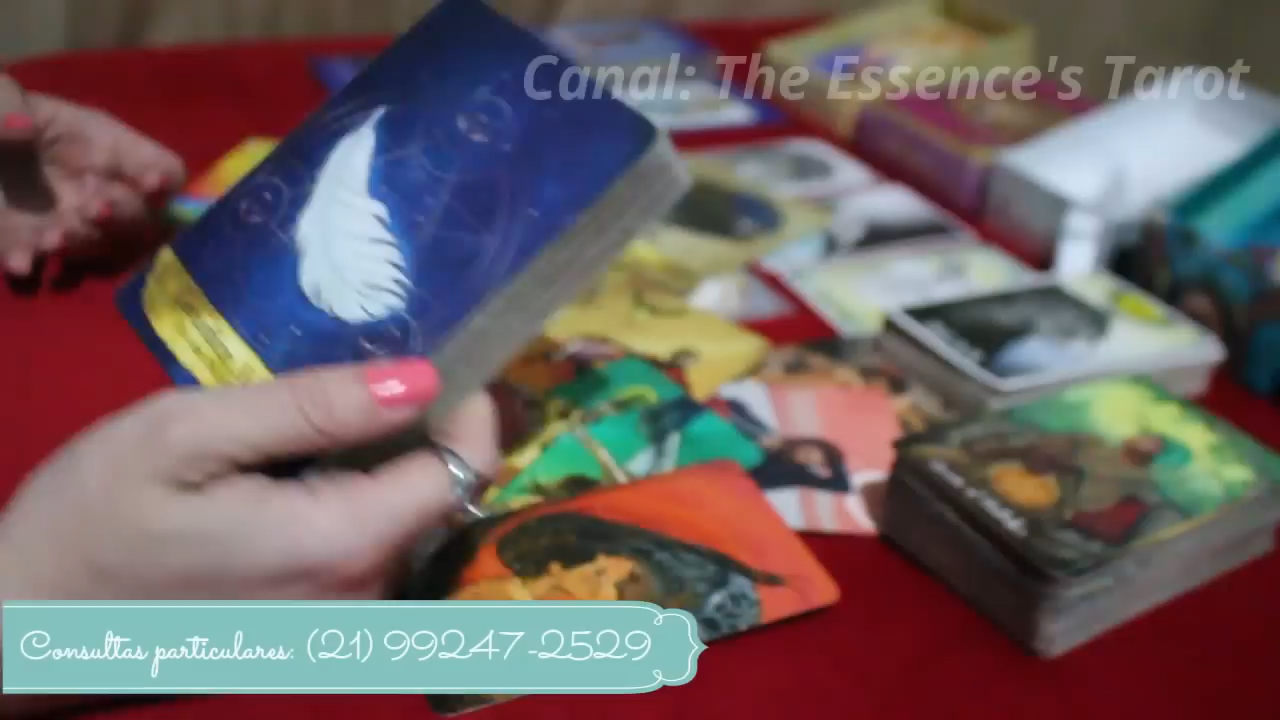 Canal: The Essence's Tarot
Consultas particulares: (21) 99247-2529